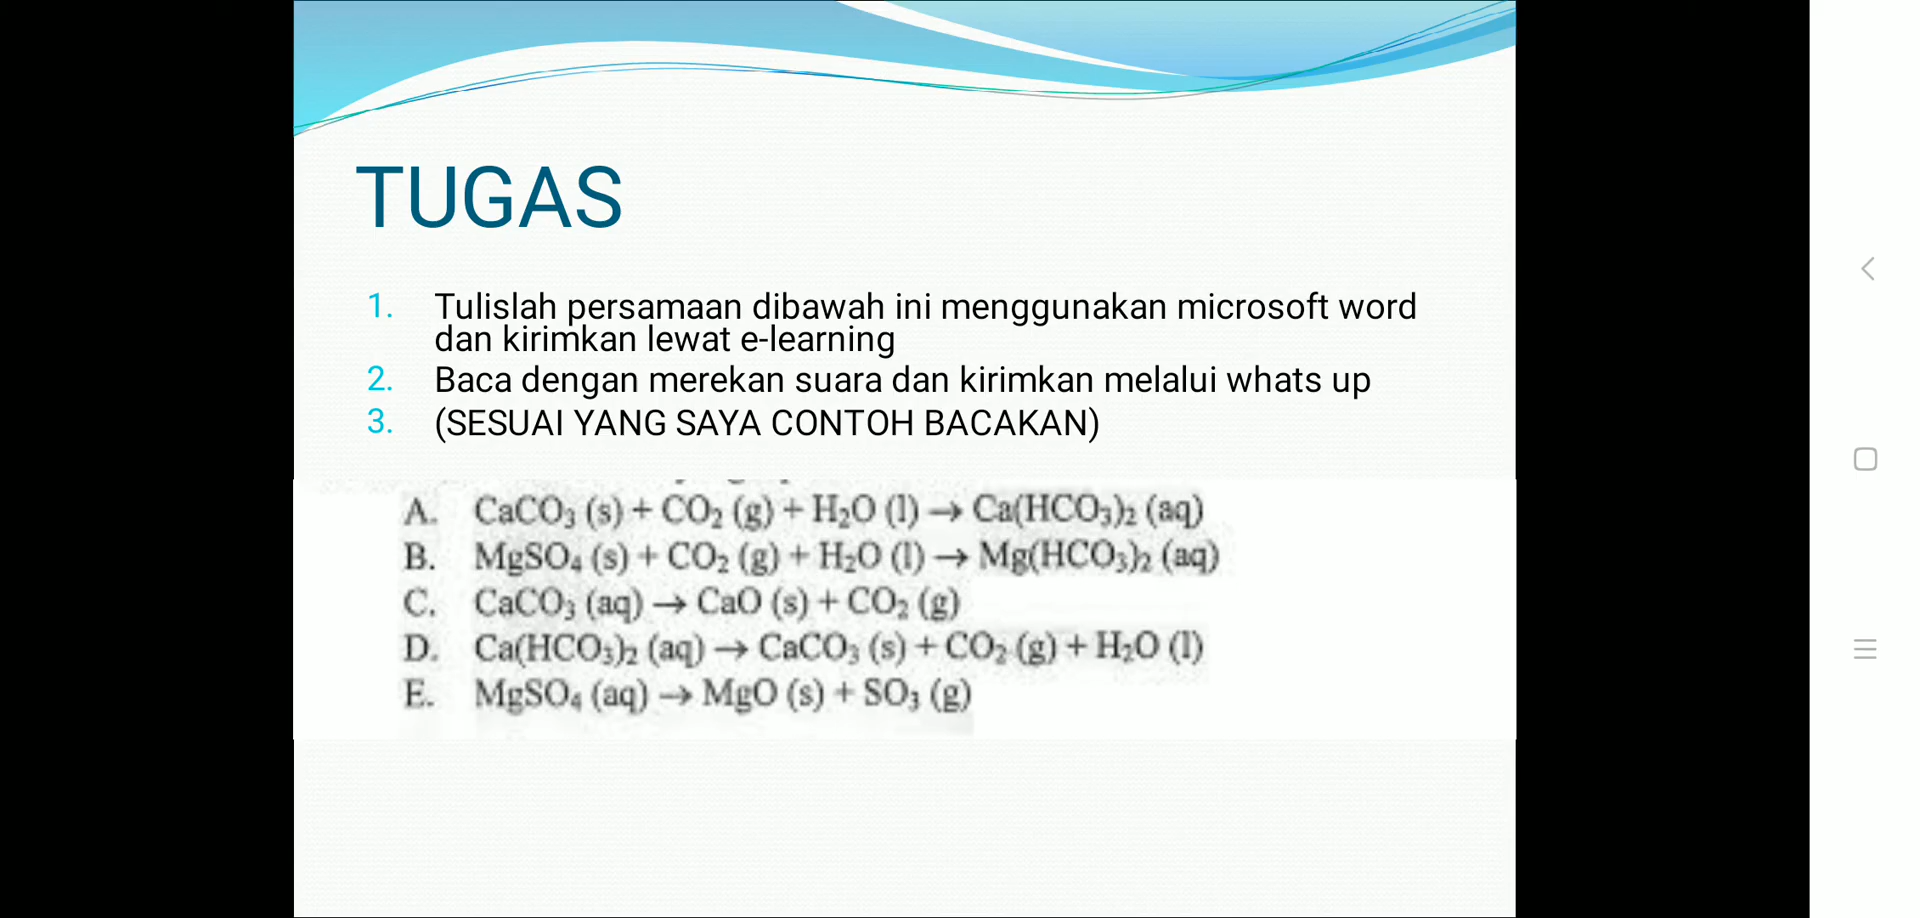 TUGAS
1. Tulislah persamaan dibawah ini menggunakan microsoft word
dan kirimkan lewat e-learning
2. Baca dengan merekan suara dan kirimkan melalui whats up
3. (SESUAI YANG SAYA CONTOH BACAKAN)
A. CaCO₃ (s) + CO₂ (g) + H₂O (l) → Ca(HCO₃)₂ (aq)
B. MgSO₄ (s) + CO₂ (g) + H₂O (l) → Mg(HCO₃)₂ (aq)
C. CaCO₃ (aq) → CaO (s) + CO₂ (g)
D. Ca(HCO₃)₂ (aq) → CaCO₃ (s) + CO₂ (g) + H₂O (l)
E. MgSO₄ (aq) → MgO (s) + SO₃ (g)